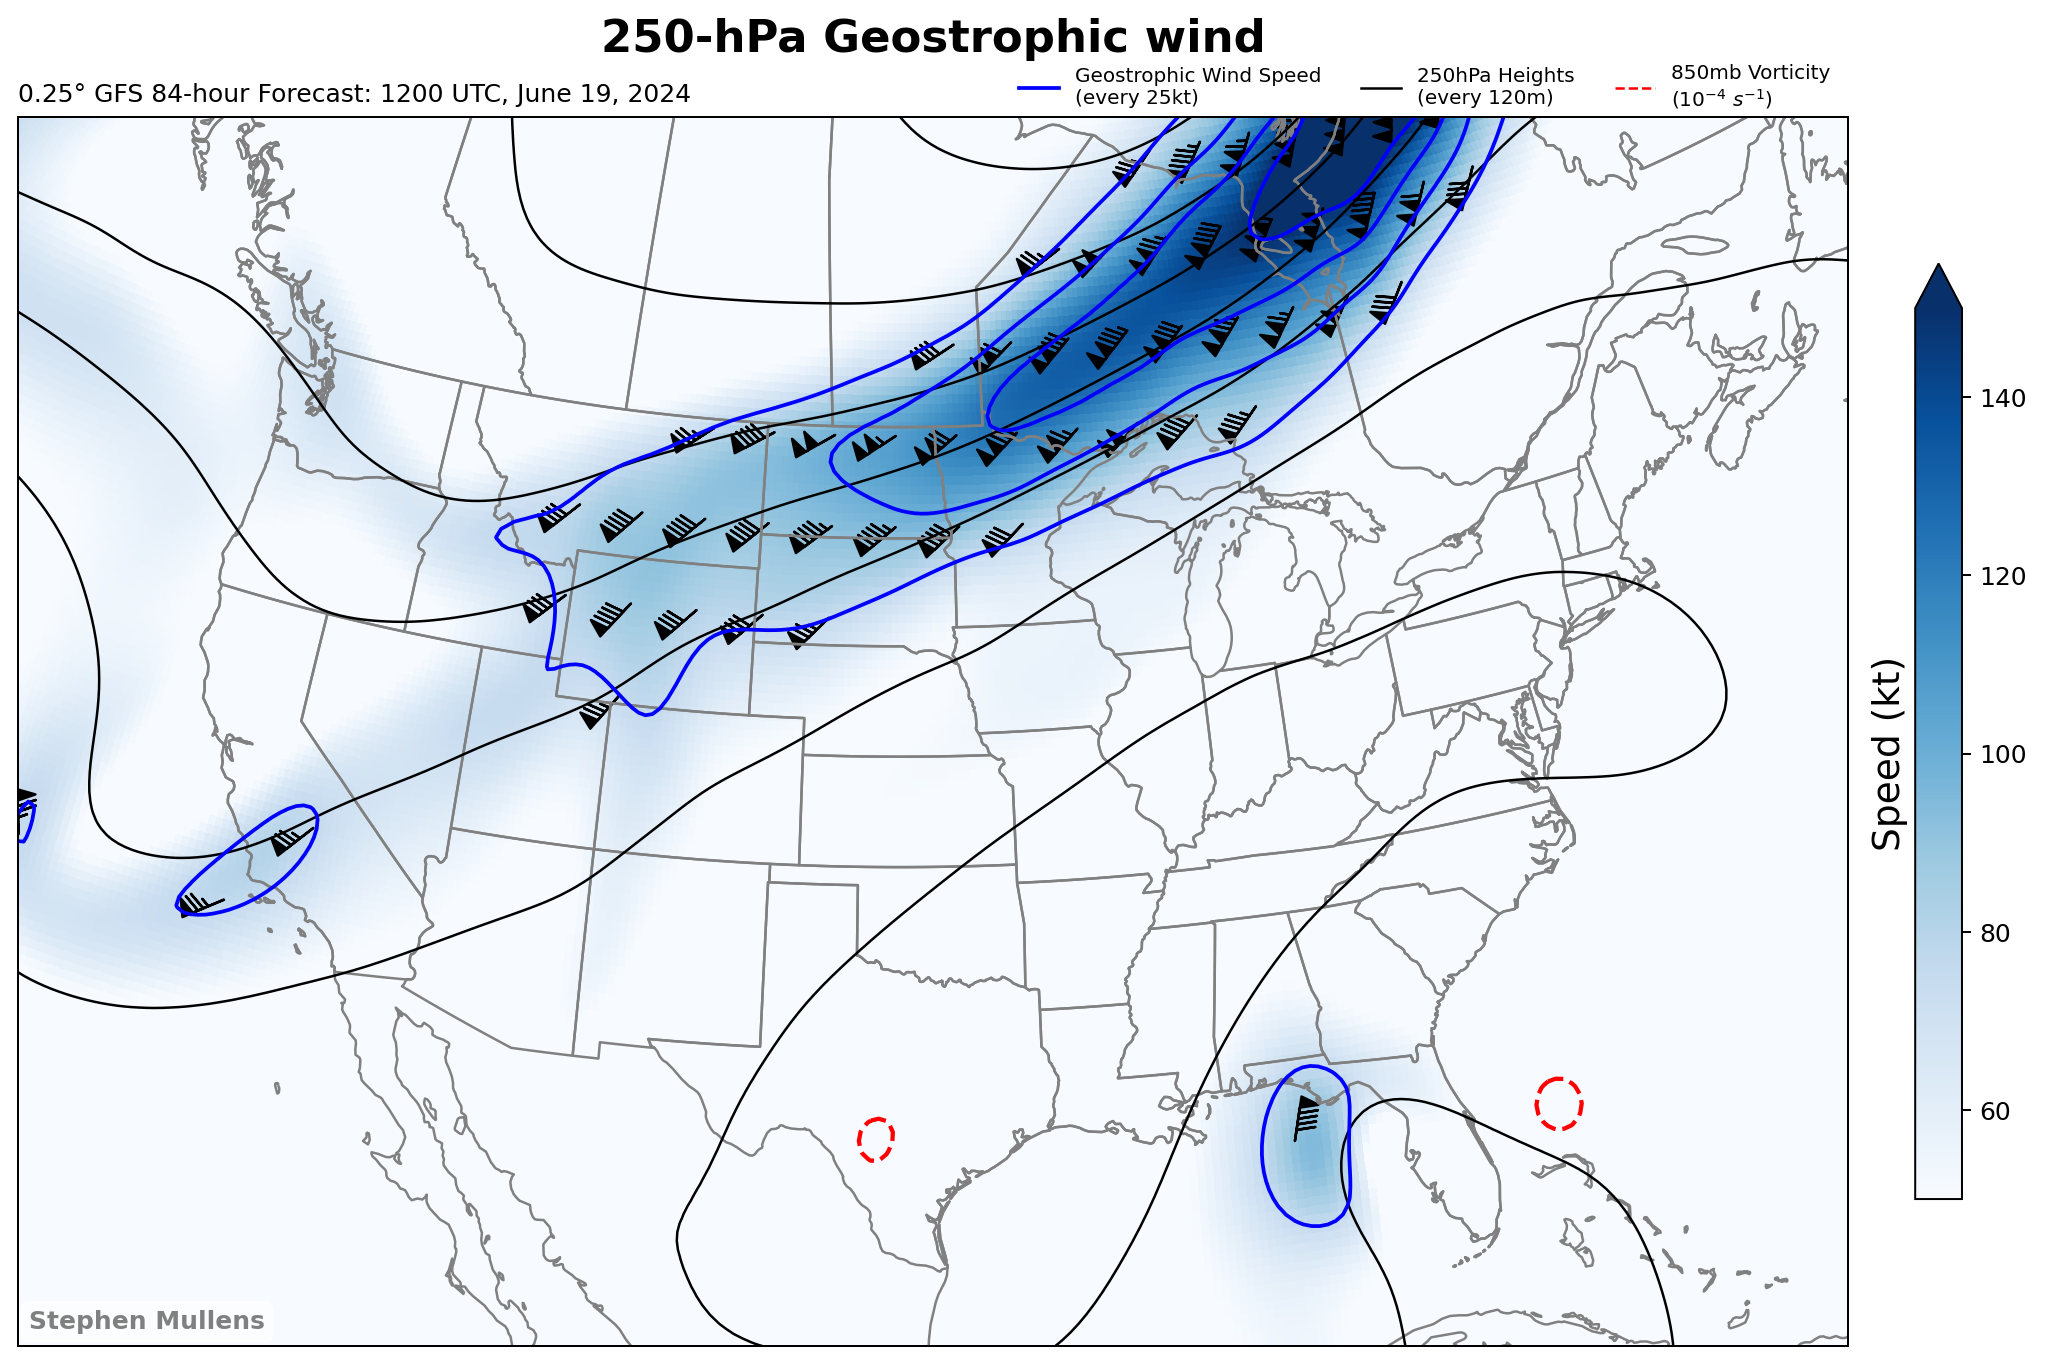 250-hPa Geostrophic wind
0.25° GFS 84-hour Forecast: 1200 UTC, June 19, 2024
Geostrophic Wind Speed
(every 25kt)
250hPa Heights
(every 120m)
850mb Vorticity
(10⁻⁴ s⁻¹)
140
120
100
80
60
Speed (kt)
Stephen Mullens